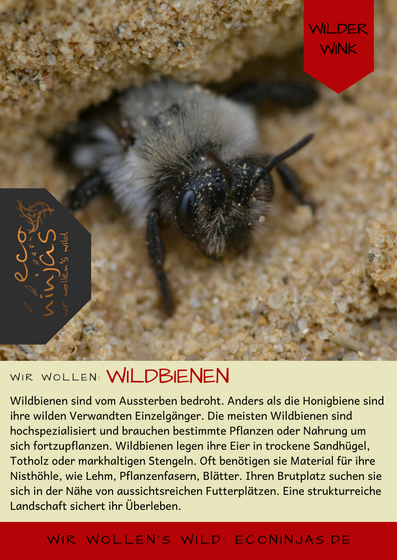 WILDER
WINK
eco
ninjas
wir wollen's wild
WIR WOLLEN: WILDBIENEN
Wildbienen sind vom Aussterben bedroht. Anders als die Honigbiene sind
ihre wilden Verwandten Einzelgänger. Die meisten Wildbienen sind
hochspezialisiert und brauchen bestimmte Pflanzen oder Nahrung um
sich fortzupflanzen. Wildbienen legen ihre Eier in trockene Sandhügel,
Totholz oder markhaltigen Stengeln. Oft benötigen sie Material für ihre
Nisthöhle, wie Lehm, Pflanzenfasern, Blätter. Ihren Brutplatz suchen sie
sich in der Nähe von aussichtsreichen Futterplätzen. Eine strukturreiche
Landschaft sichert ihr Überleben.
WIR WOLLEN'S WILD: ECONINJAS.DE